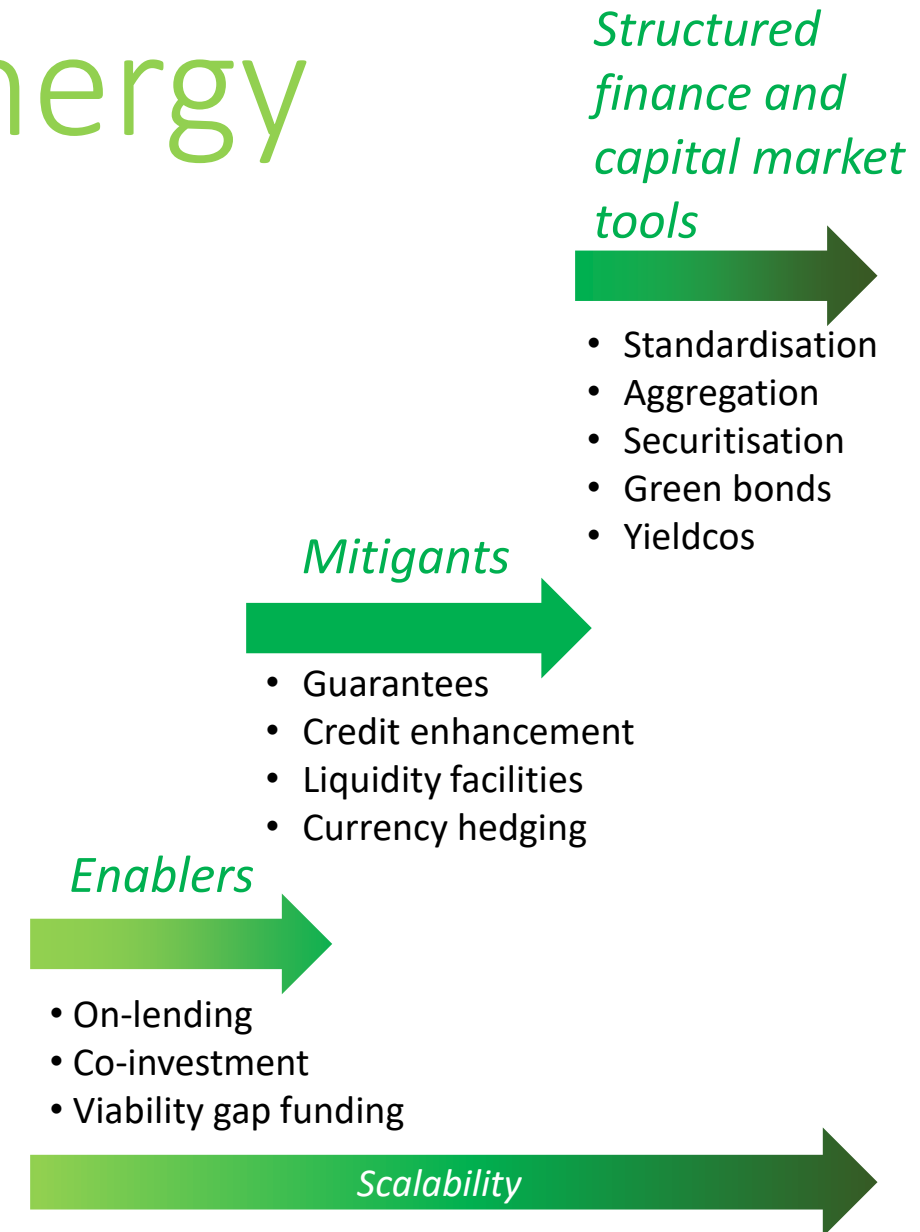 nergy
Structured
finance and
capital market
tools
• Standardisation
• Aggregation
• Securitisation
• Green bonds
• Yieldcos
Mitigants
• Guarantees
• Credit enhancement
• Liquidity facilities
• Currency hedging
Enablers
• On-lending
• Co-investment
• Viability gap funding
Scalability